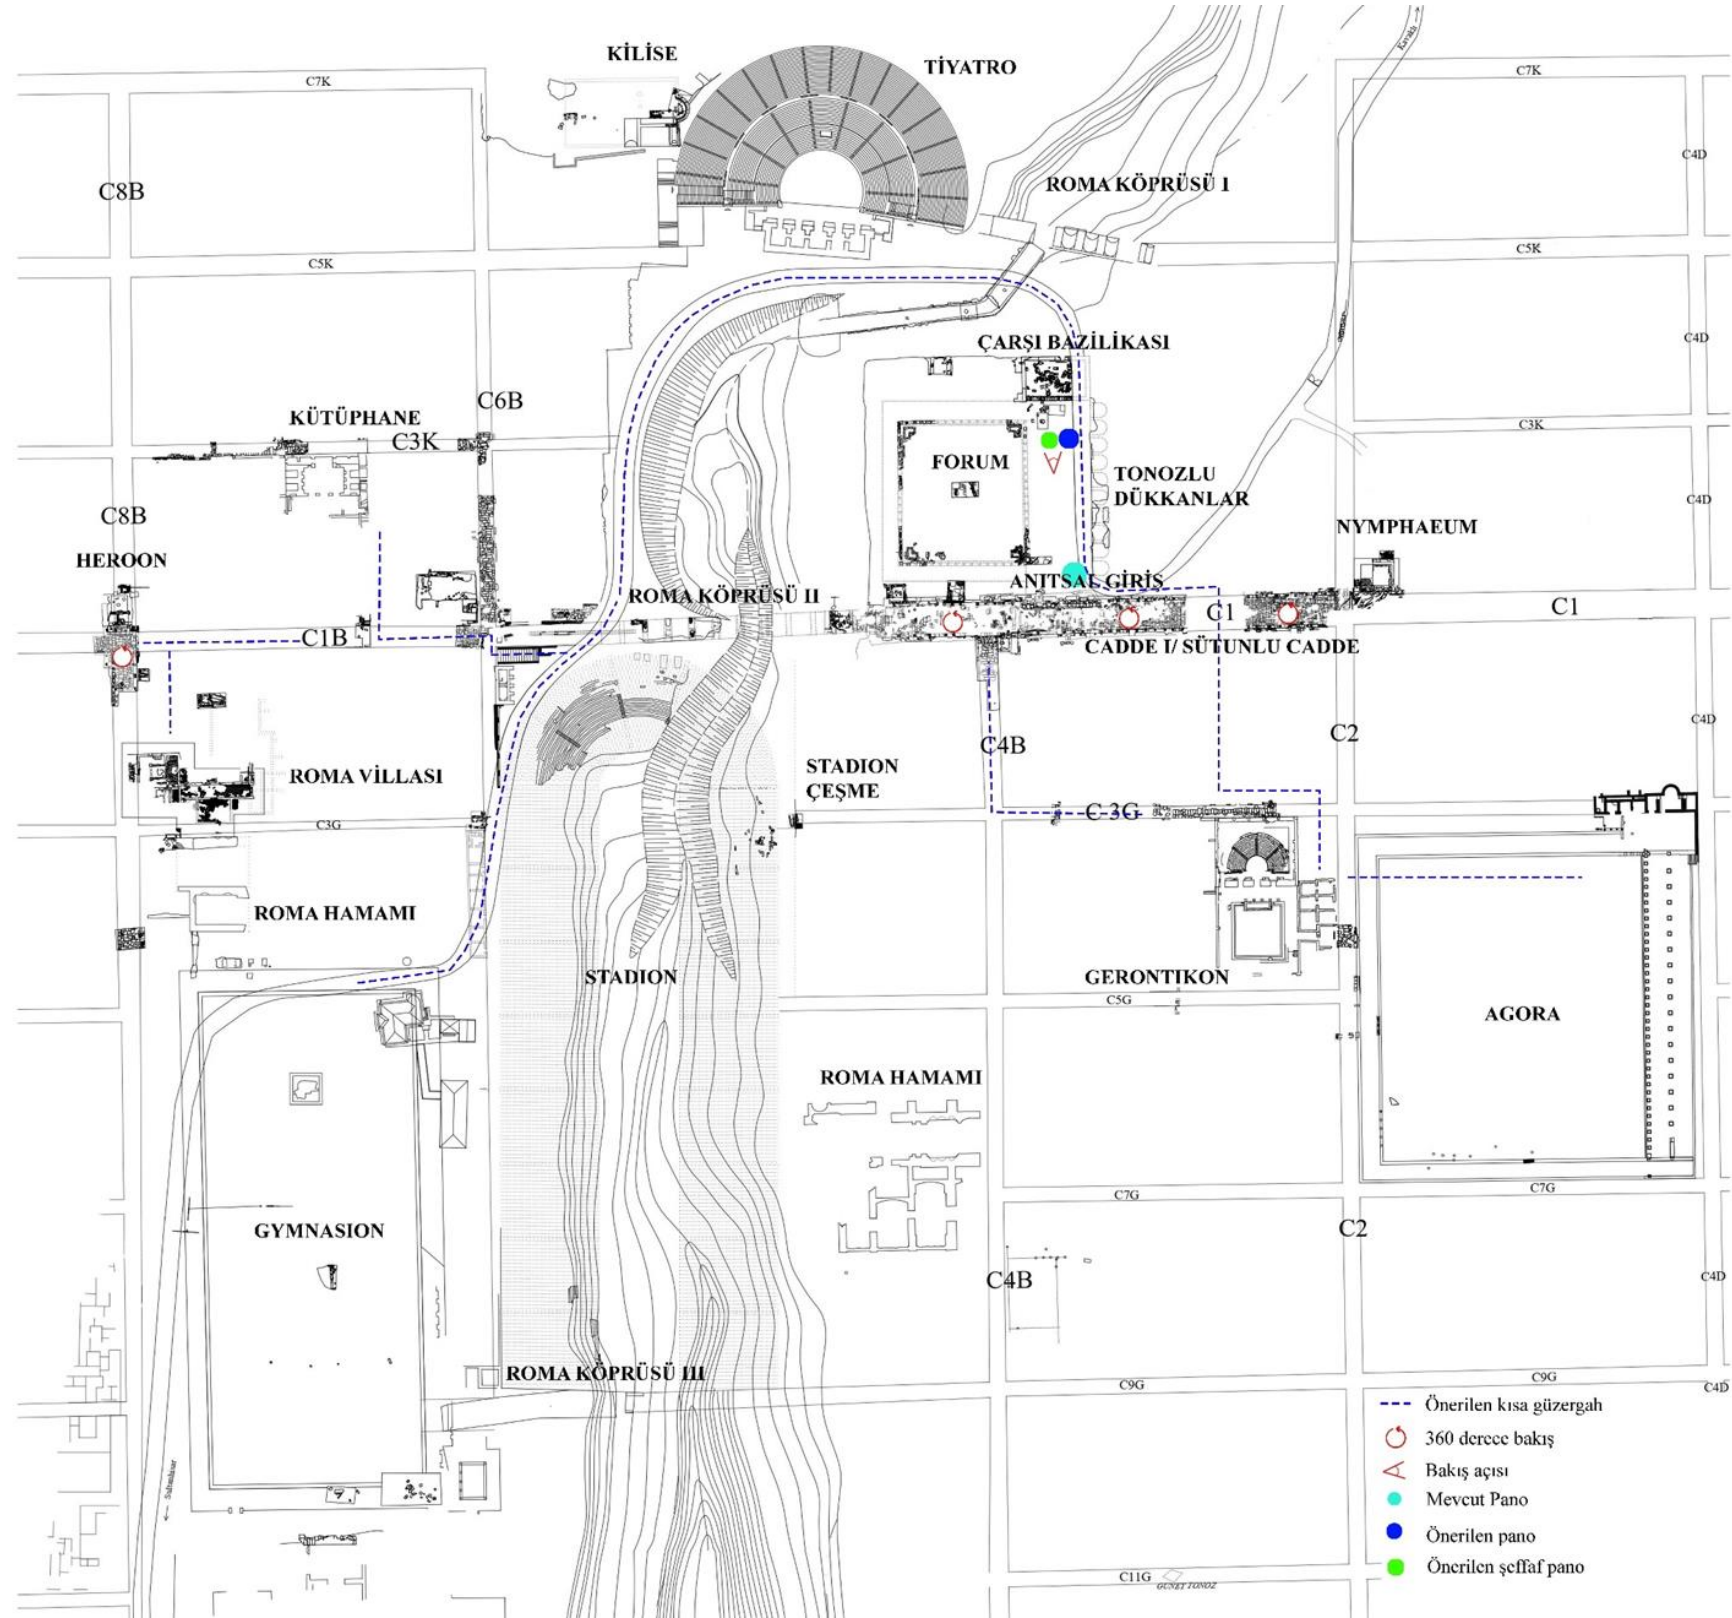 KİLİSE
TİYATRO
Kavaklı
C7K
C7K
C8B
C4D
ROMA KÖPRÜSÜ I
C5K
C5K
ÇARŞI BAZİLİKASI
C4D
C6B
KÜTÜPHANE
C3K
C3K
FORUM
TONOZLU
DÜKKANLAR
C4D
C8B
NYMPHAEUM
HEROON
ANITSAL GİRİŞ
ROMA KÖPRÜSÜ II
C1
C1
C1B
CADDE I/ SÜTUNLU CADDE
C4B
C2
C4D
ROMA VİLLASI
STADION
ÇEŞME
C3G
C 3G
ROMA HAMAMI
STADION
GERONTIKON
C5G
AGORA
ROMA HAMAMI
C7G
C7G
GYMNASION
C2
C4B
C4D
ROMA KÖPRÜSÜ III
C9G
C9G
C4D
Önerilen kısa güzergah
360 derece bakış
Bakış açısı
Mevcut Pano
Önerilen pano
Önerilen şeffaf pano
C11G
GUNEY TONOZ